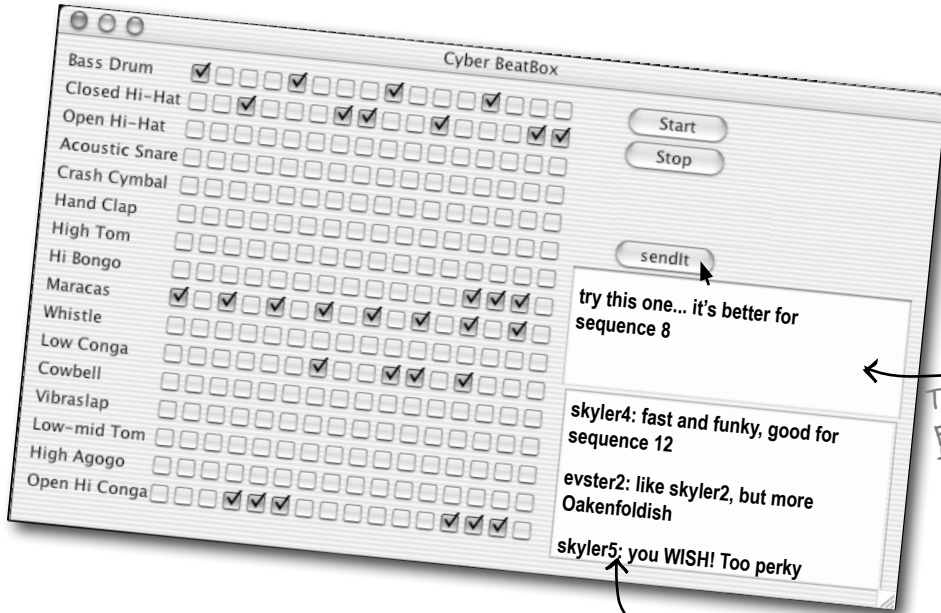 Cyber BeatBox
Bass Drum
Closed Hi-Hat
Open Hi-Hat
Acoustic Snare
Crash Cymbal
Hand Clap
High Tom
Hi Bongo
Maracas
Whistle
Low Conga
Cowbell
Vibraslap
Low-mid Tom
High Agogo
Open Hi Conga
Start
Stop
sendIt
try this one... it’s better for
sequence 8
skyler4: fast and funky, good for
sequence 12
evster2: like skyler2, but more
Oakenfoldish
skyler5: you WISH! Too perky